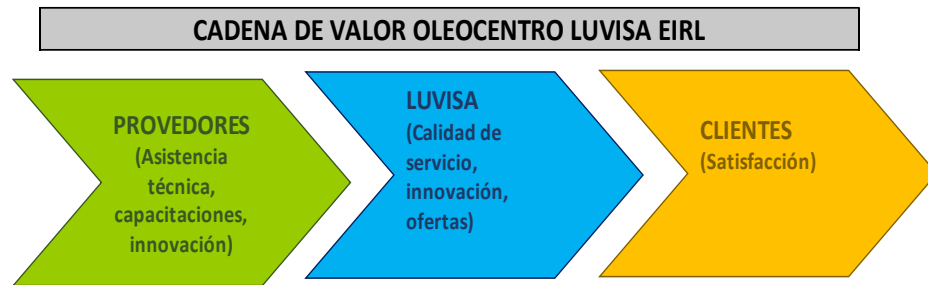 CADENA DE VALOR OLEOCENTRO LUVISA EIRL
PROVEDORES
(Asistencia
técnica,
capacitaciones,
innovación)
LUVISA
(Calidad de
servicio,
innovación,
ofertas)
CLIENTES
(Satisfacción)